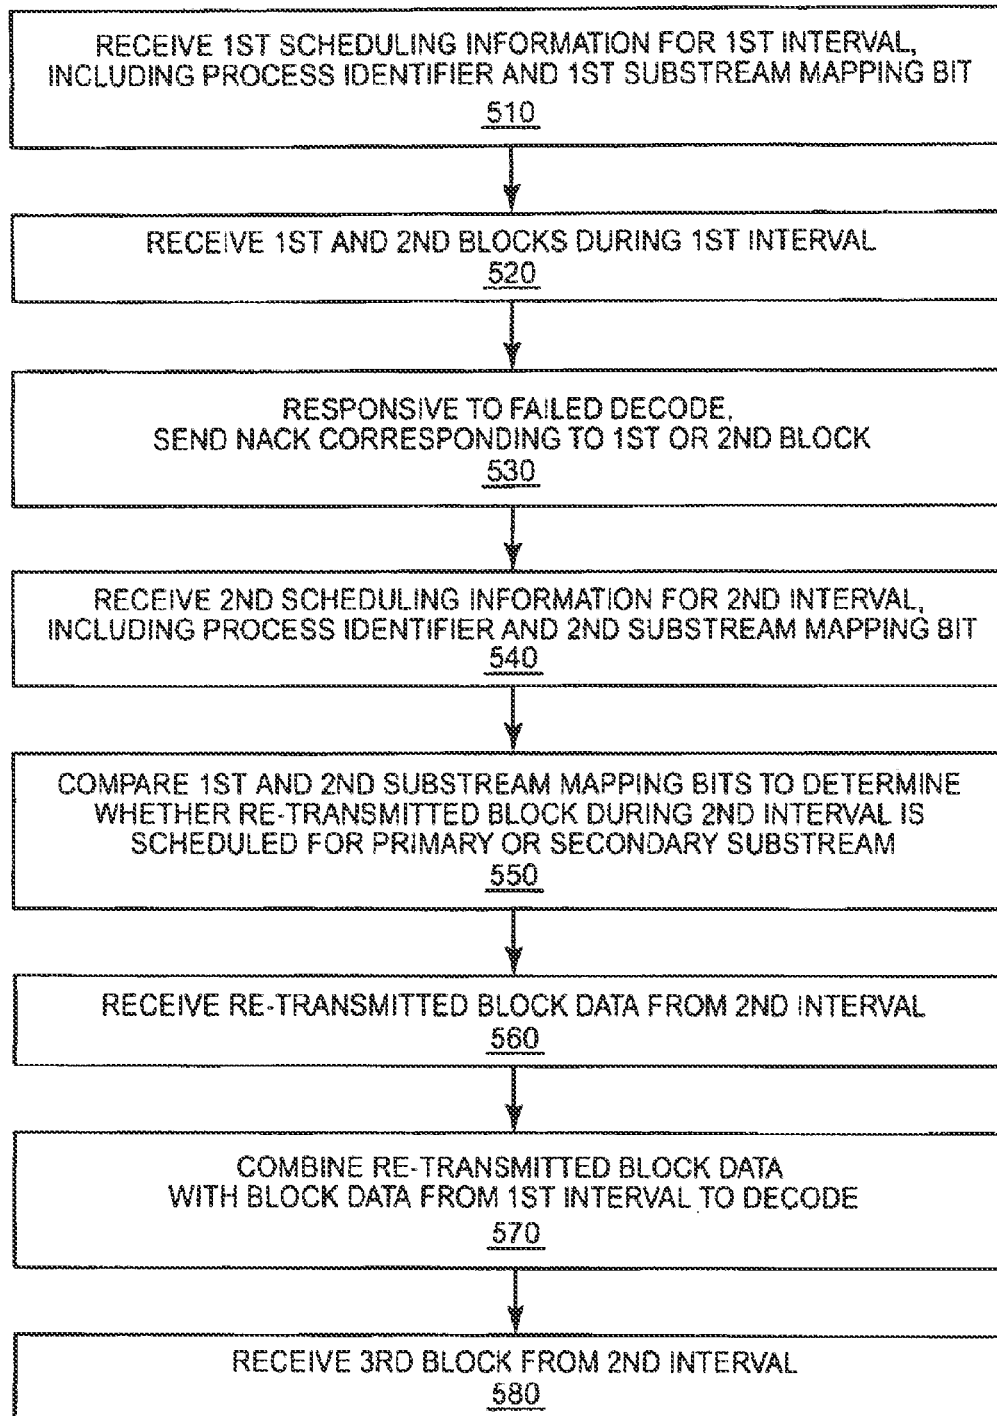 RECEIVE 1ST SCHEDULING INFORMATION FOR 1ST INTERVAL,
INCLUDING PROCESS IDENTIFIER AND 1ST SUBSTREAM MAPPING BIT
510
RECEIVE 1ST AND 2ND BLOCKS DURING 1ST INTERVAL
520
RESPONSIVE TO FAILED DECODE,
SEND NACK CORRESPONDING TO 1ST OR 2ND BLOCK
530
RECEIVE 2ND SCHEDULING INFORMATION FOR 2ND INTERVAL,
INCLUDING PROCESS IDENTIFIER AND 2ND SUBSTREAM MAPPING BIT
540
COMPARE 1ST AND 2ND SUBSTREAM MAPPING BITS TO DETERMINE
WHETHER RE-TRANSMITTED BLOCK DURING 2ND INTERVAL IS
SCHEDULED FOR PRIMARY OR SECONDARY SUBSTREAM
550
RECEIVE RE-TRANSMITTED BLOCK DATA FROM 2ND INTERVAL
560
COMBINE RE-TRANSMITTED BLOCK DATA
WITH BLOCK DATA FROM 1ST INTERVAL TO DECODE
570
RECEIVE 3RD BLOCK FROM 2ND INTERVAL
580